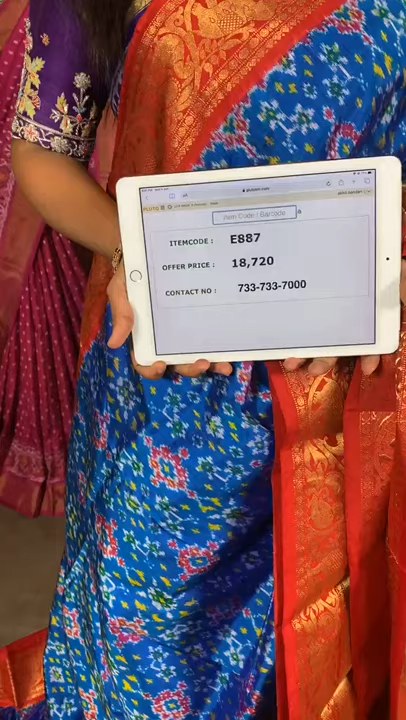 Item Code / Barcode
ITEMCODE : E887
OFFER PRICE : 18,720
CONTACT NO : 733-733-7000